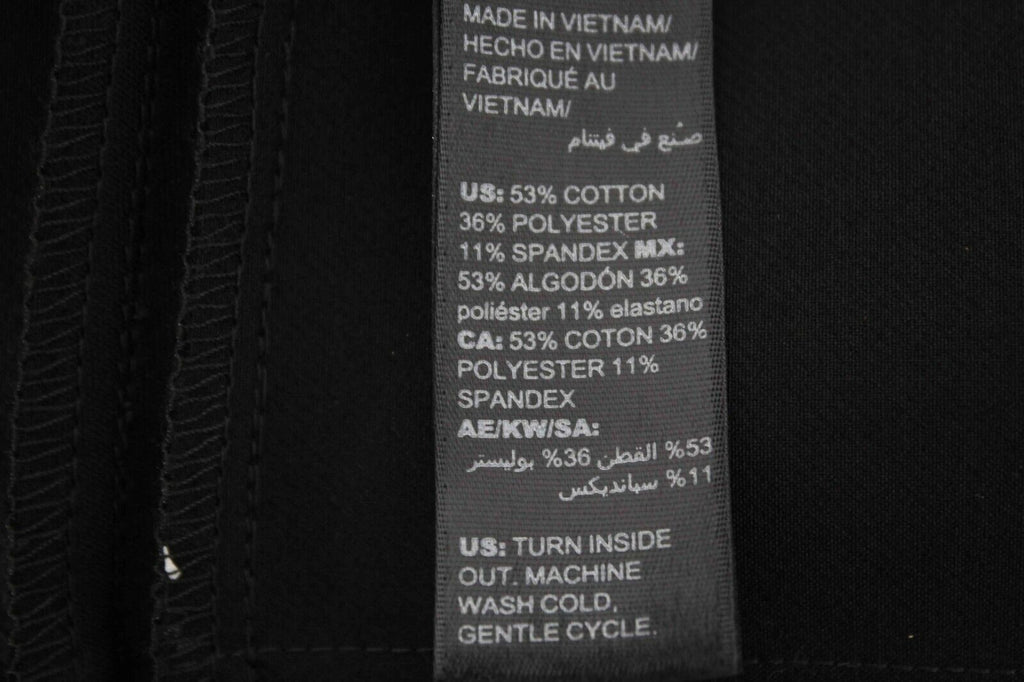 MADE IN VIETNAM/
HECHO EN VIETNAM/
FABRIQUÉ AU
VIETNAM/
صُنع في فيتنام
US: 53% COTTON
36% POLYESTER
11% SPANDEX MX:
53% ALGODÓN 36%
poliéster 11% elastano
CA: 53% COTON 36%
POLYESTER 11%
SPANDEX
AE/KW/SA:
53% القطن 36% بوليستر
11% سباندیکس
US: TURN INSIDE
OUT. MACHINE
WASH COLD,
GENTLE CYCLE.